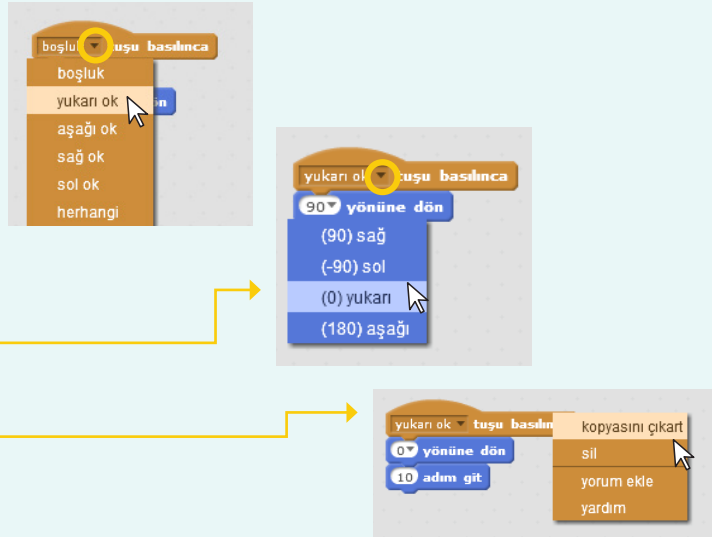 tuşu basılınca
boşluk
yukarı ok
aşağı ok
sağ ok
sol ok
herhangi
yukarı ok tuşu basılınca
90 yönüne dön
(90) sağ
(-90) sol
(0) yukarı
(180) aşağı
yukarı ok tuşu
0 yönüne dön
10 adım git
kopyasını çıkart
sil
yorum ekle
yardım